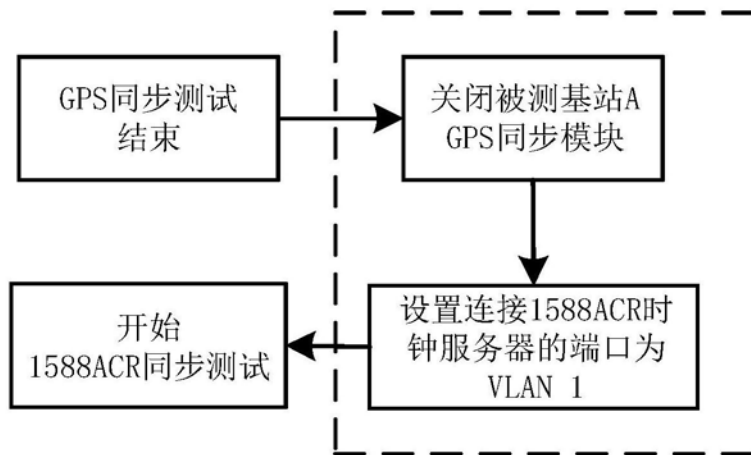 GPS同步测试
结束
关闭被测基站A
GPS同步模块
设置连接1588ACR时
钟服务器的端口为
VLAN 1
开始
1588ACR同步测试